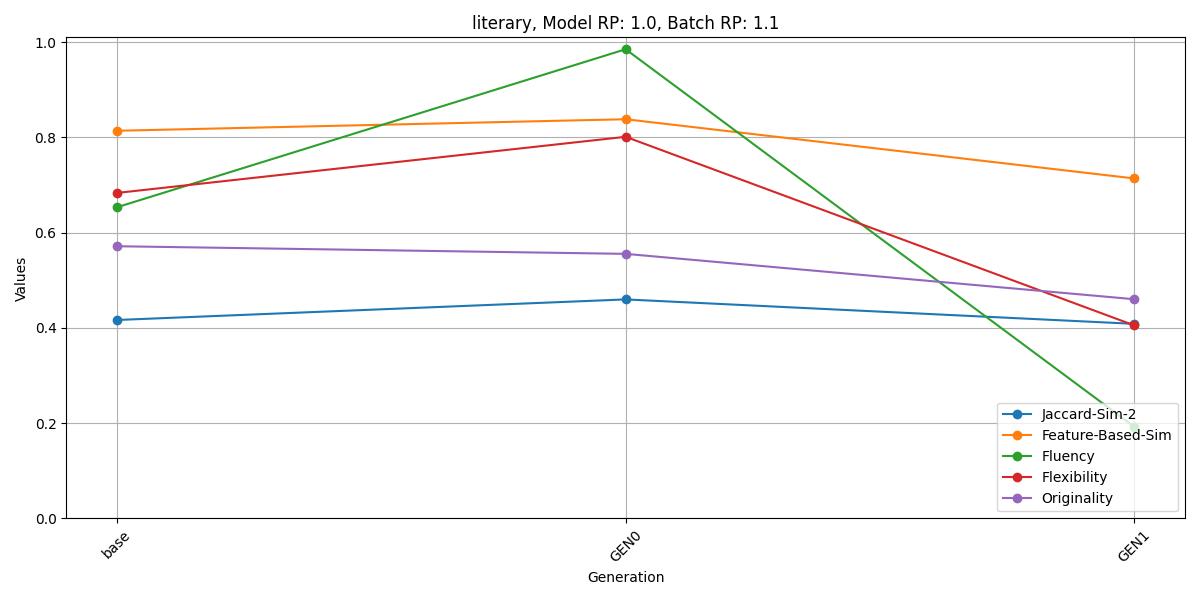 literary, Model RP: 1.0, Batch RP: 1.1
Values
1.0
0.8
0.6
0.4
0.2
0.0
Jaccard-Sim-2
Feature-Based-Sim
Fluency
Flexibility
Originality
base
GEN0
GEN1
Generation